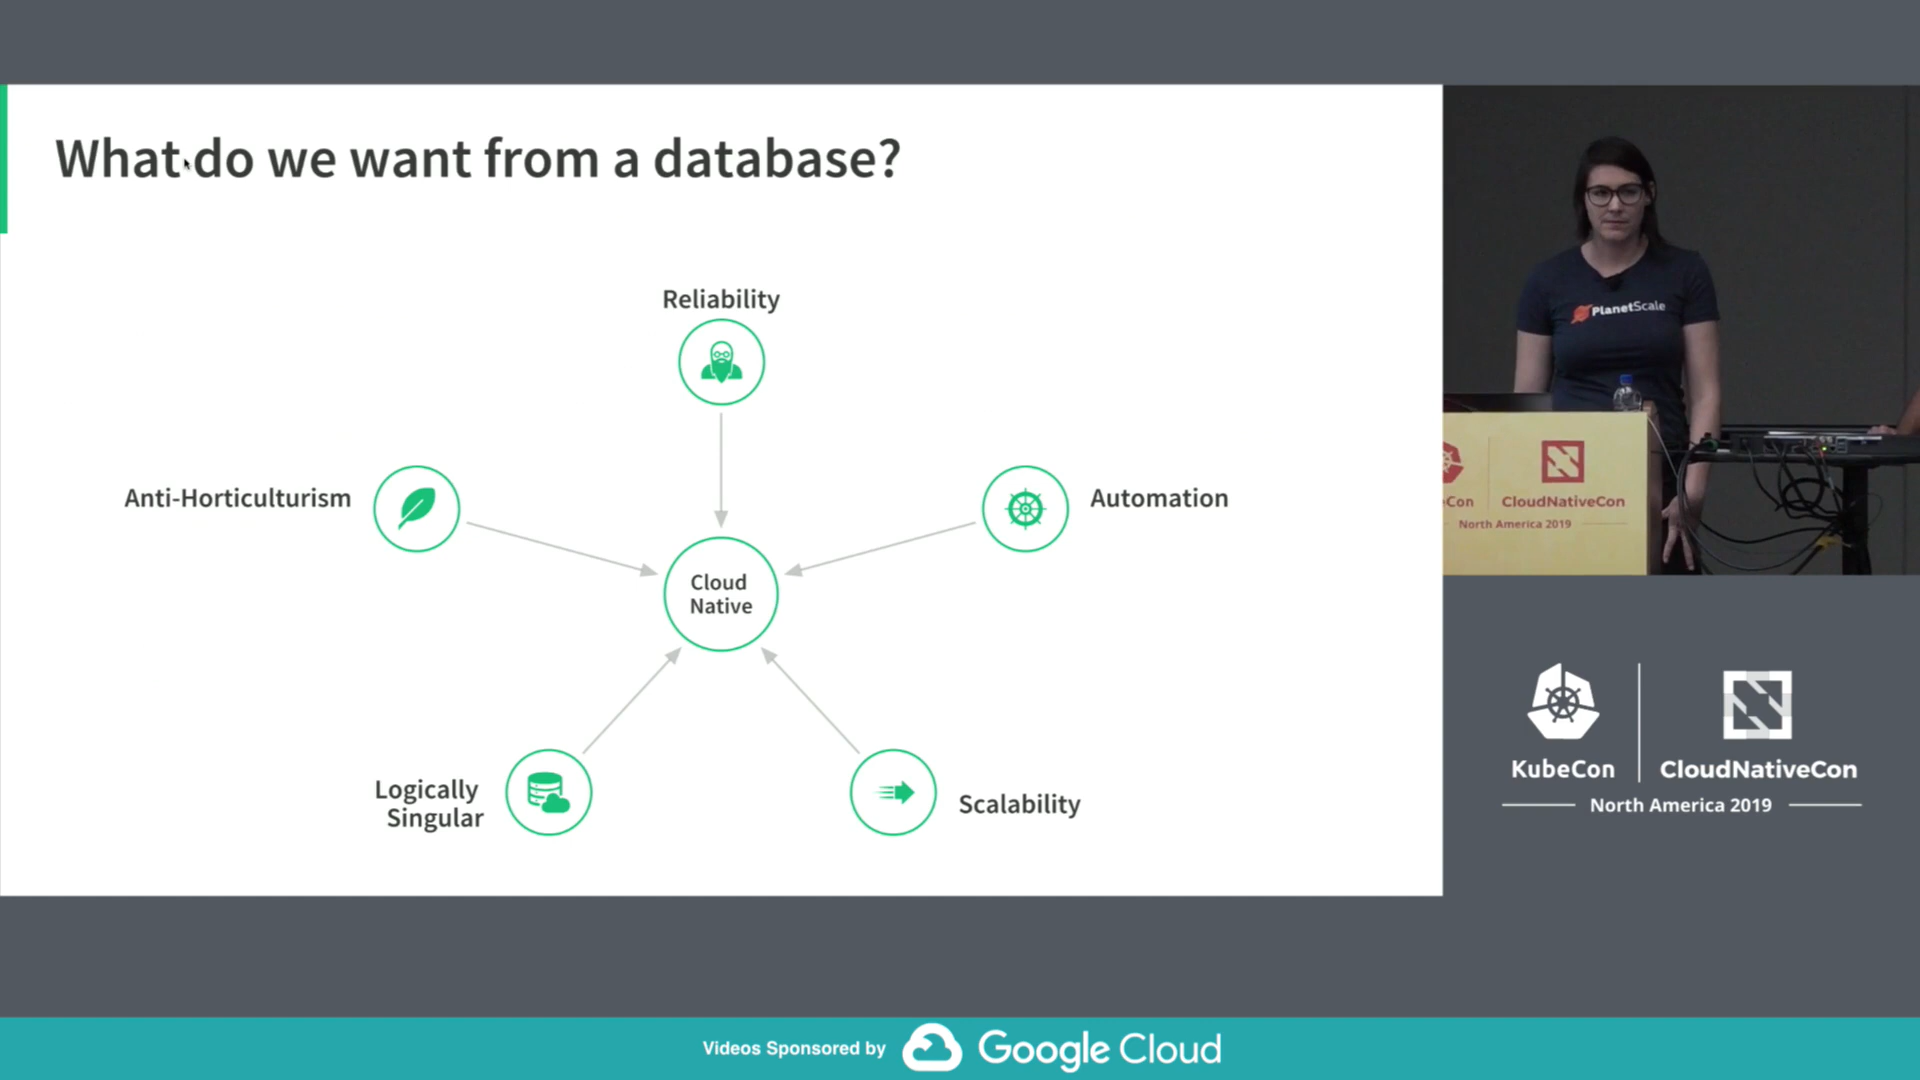 What do we want from a database?
Reliability
Anti-Horticulturism
Automation
Cloud
Native
Logically
Singular
Scalability
PlanetScale
Con
CloudNativeCon
North America 2019
KubeCon
CloudNativeCon
North America 2019
Videos Sponsored by
Google Cloud